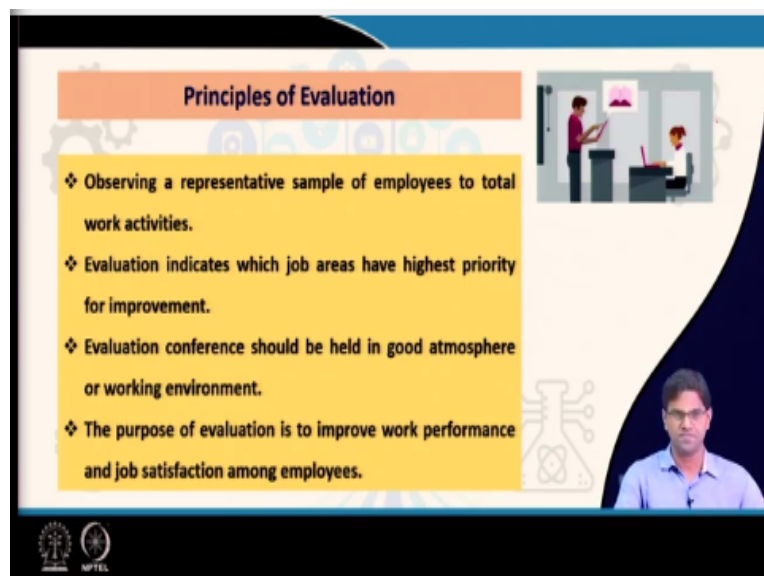 Principles of Evaluation
❖ Observing a representative sample of employees to total
work activities.
❖ Evaluation indicates which job areas have highest priority
for improvement.
❖ Evaluation conference should be held in good atmosphere
or working environment.
❖ The purpose of evaluation is to improve work performance
and job satisfaction among employees.
NPTEL